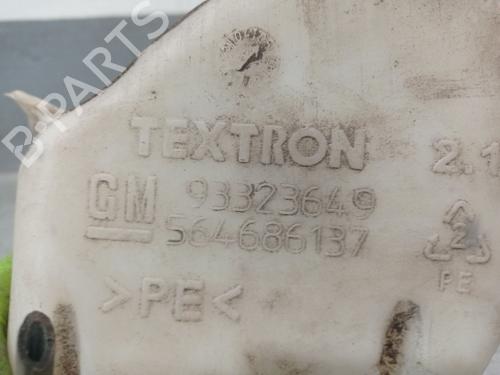 TEXTRON
2.1
GM
93323649
564686137
2
PE
>PE<
B-PARTS